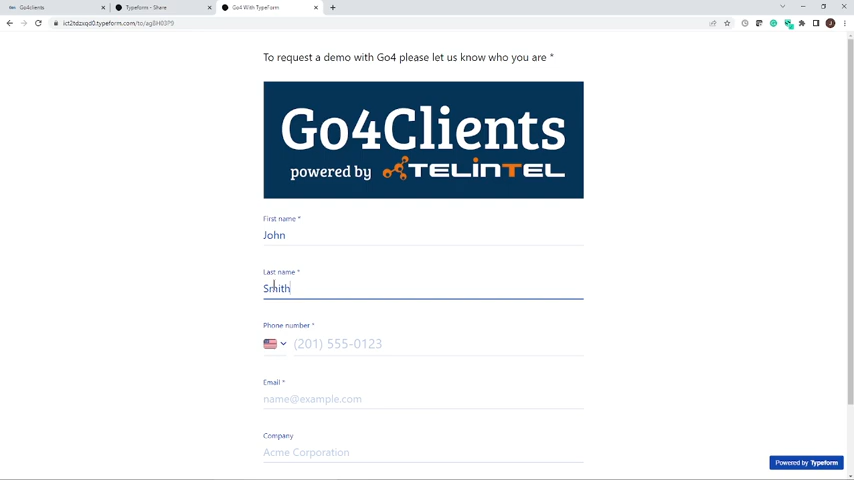 Go4clients
Typeform - Share
Go4 With TypeForm
ict2tdzxqd0.typeform.com/to/ag8H03P9
To request a demo with Go4 please let us know who you are *
Go4Clients
powered by TELINTEL
First name *
John
Last name *
Smith
Phone number *
(201) 555-0123
Email *
name@example.com
Company
Acme Corporation
Powered by Typeform